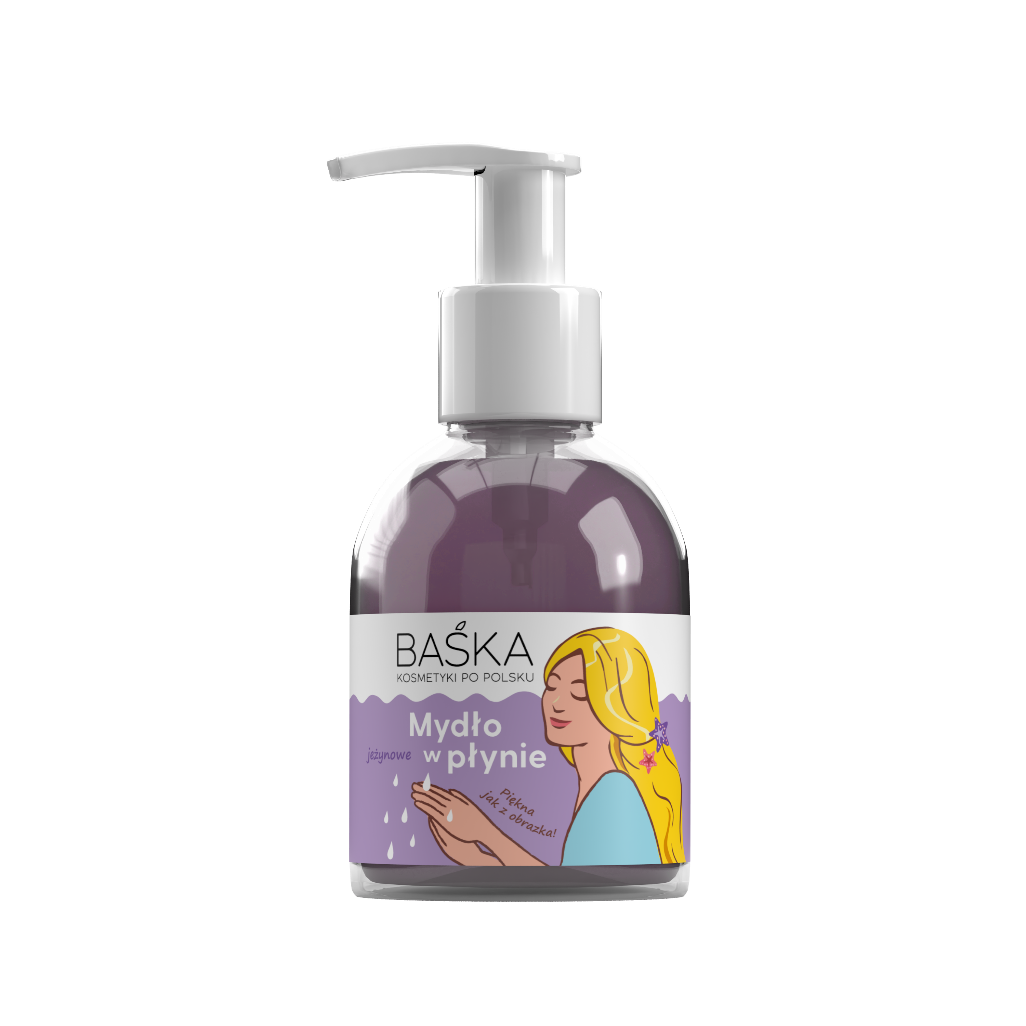 BAŚKA
KOSMETYKI PO POLSKU
Mydło
jeżynowe w płynie
Piękna
jak z obrazka!